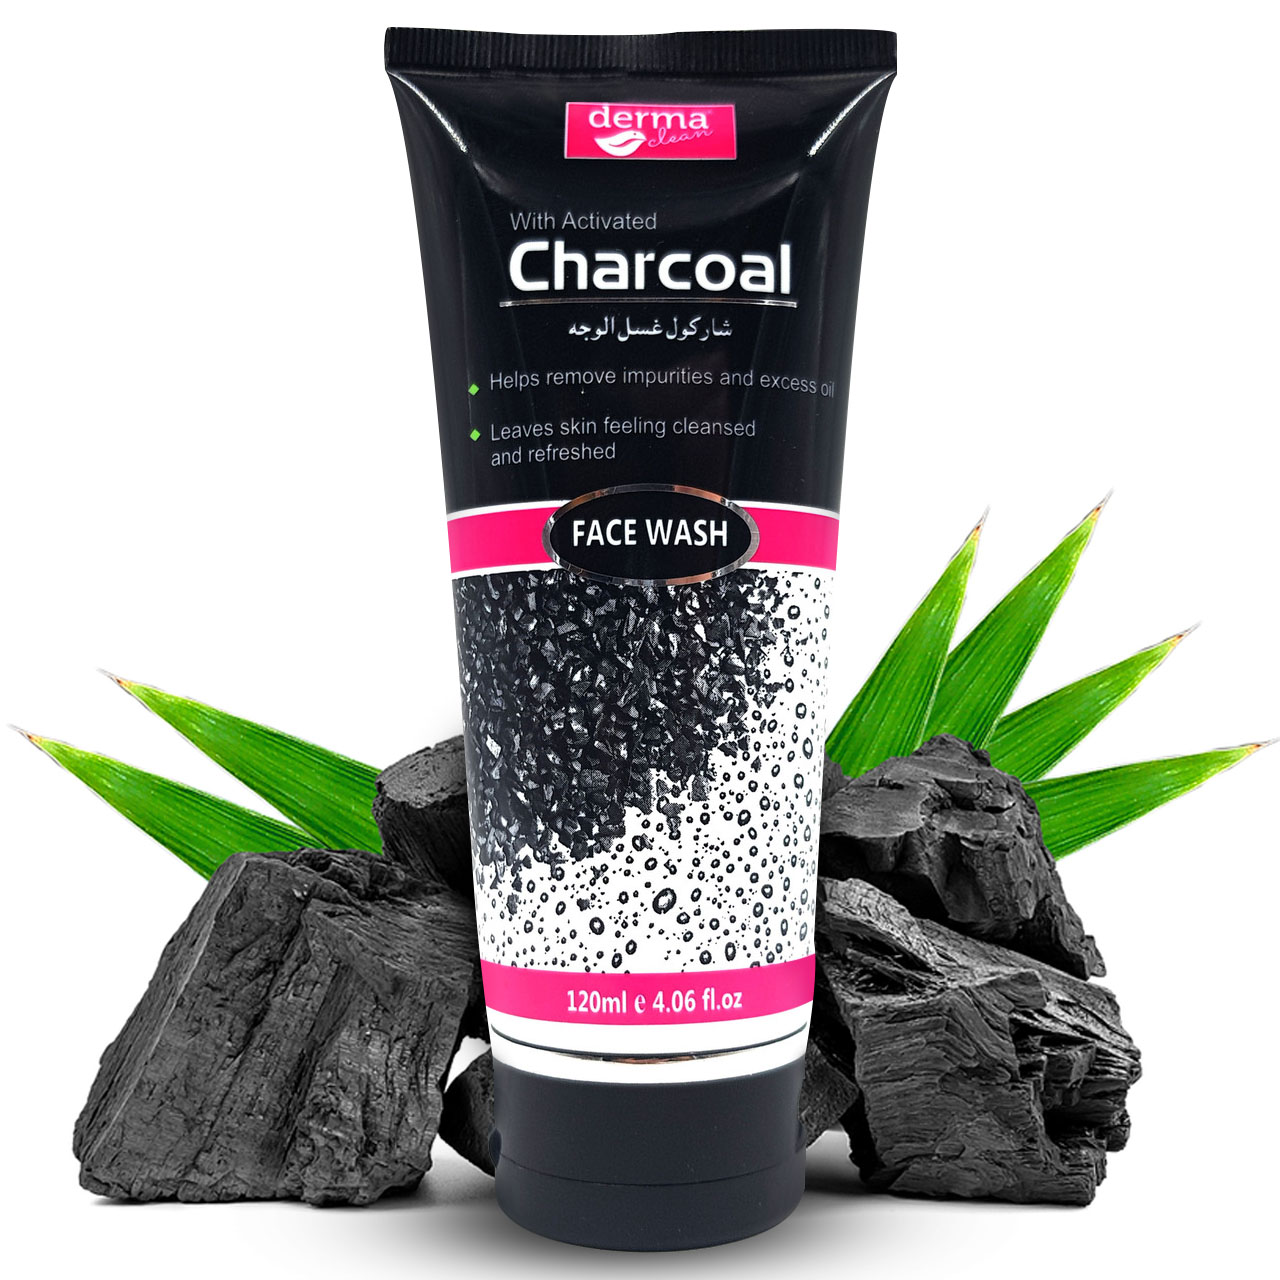 derma
clean
With Activated
Charcoal
شاركول غسل الوجه
Helps remove impurities and excess oil
Leaves skin feeling cleansed
and refreshed
FACE WASH
120ml e 4.06 fl.oz